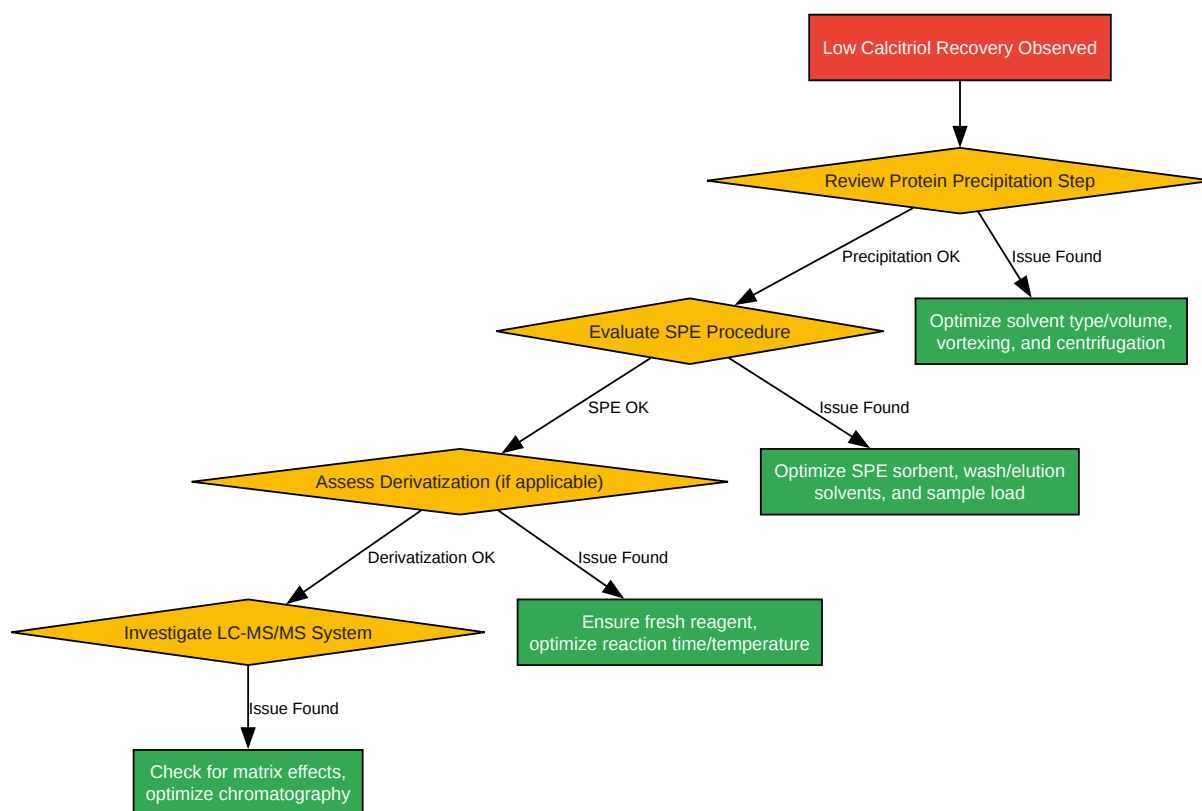 Low Calcitriol Recovery Observed
Review Protein Precipitation Step
Precipitation OK
Issue Found
Evaluate SPE Procedure
Optimize solvent type/volume,
vortexing, and centrifugation
SPE OK
Issue Found
Assess Derivatization (if applicable)
Optimize SPE sorbent, wash/elution
solvents, and sample load
Derivatization OK
Issue Found
Investigate LC-MS/MS System
Ensure fresh reagent,
optimize reaction time/temperature
Issue Found
Check for matrix effects,
optimize chromatography